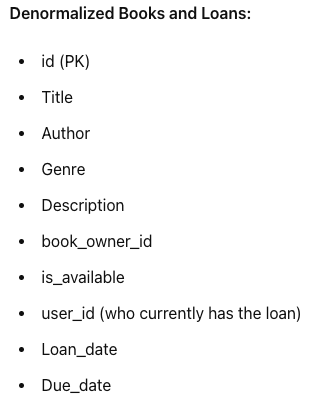 Denormalized Books and Loans:
• id (PK)
• Title
• Author
• Genre
• Description
• book_owner_id
• is_available
• user_id (who currently has the loan)
• Loan_date
• Due_date